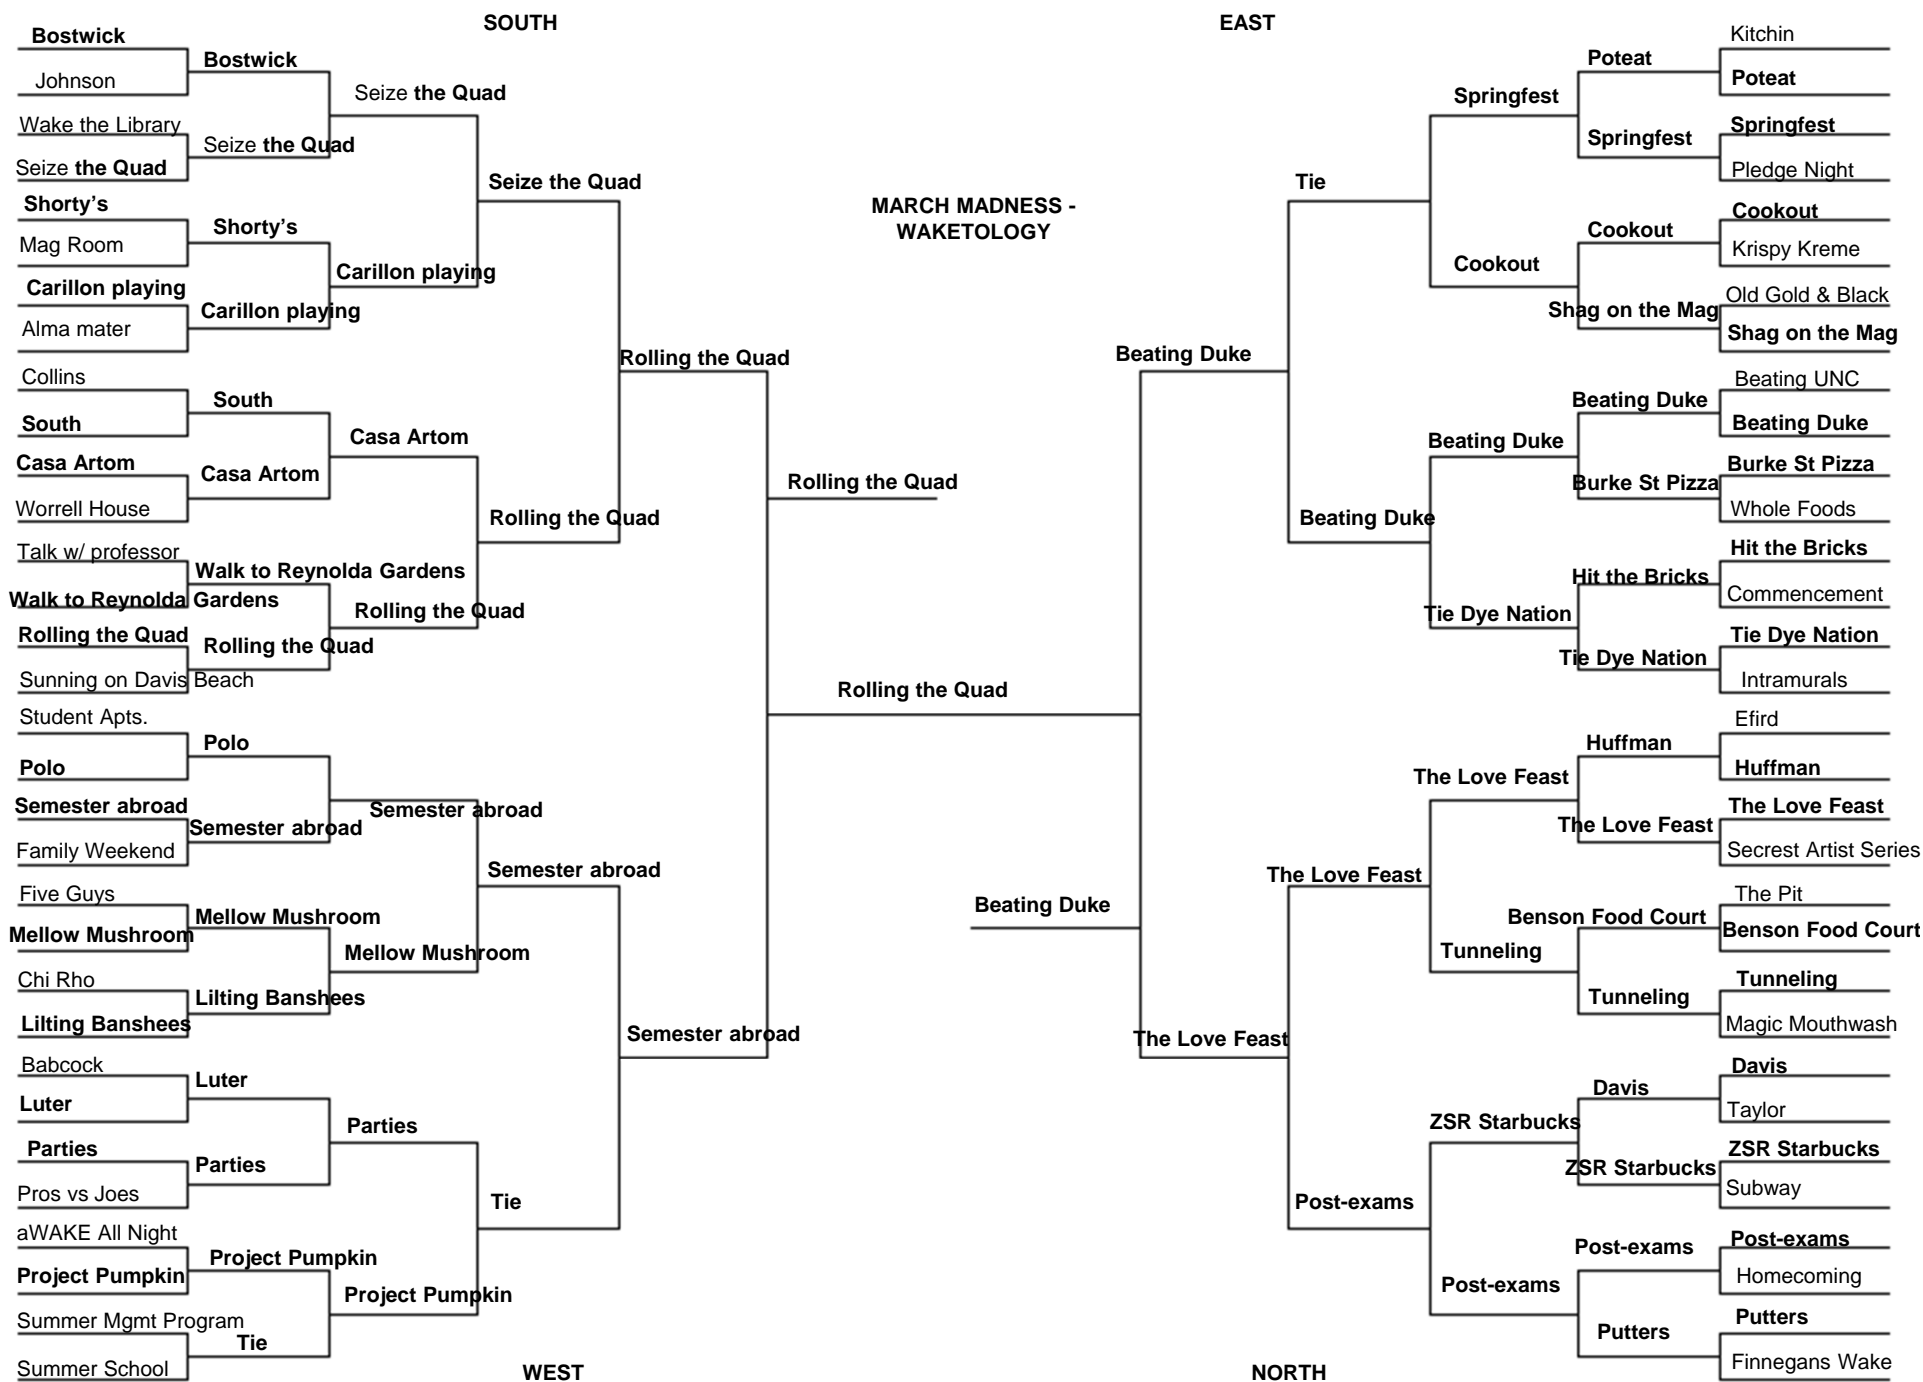 SOUTH
EAST
MARCH MADNESS -
WAKETOLOGY
Bostwick
Johnson
Wake the Library
Seize the Quad
Shorty’s
Mag Room
Carillon playing
Alma mater
Collins
South
Casa Artom
Worrell House
Talk w/ professor
Walk to Reynolda Gardens
Rolling the Quad
Sunning on Davis Beach
Student Apts.
Polo
Semester abroad
Family Weekend
Five Guys
Mellow Mushroom
Chi Rho
Lilting Banshees
Babcock
Luter
Parties
Pros vs Joes
aWAKE All Night
Project Pumpkin
Summer Mgmt Program
Summer School
Bostwick
Seize the Quad
Shorty’s
Carillon playing
South
Casa Artom
Walk to Reynolda Gardens
Rolling the Quad
Polo
Semester abroad
Mellow Mushroom
Lilting Banshees
Luter
Parties
Project Pumpkin
Tie
Seize the Quad
Carillon playing
Casa Artom
Rolling the Quad
Semester abroad
Mellow Mushroom
Parties
Project Pumpkin
Seize the Quad
Rolling the Quad
Semester abroad
Tie
Rolling the Quad
Semester abroad
Rolling the Quad
Rolling the Quad
Beating Duke
Beating Duke
The Love Feast
Tie
Beating Duke
The Love Feast
Post-exams
Springfest
Cookout
Beating Duke
Tie Dye Nation
The Love Feast
Tunneling
ZSR Starbucks
Post-exams
Poteat
Springfest
Cookout
Shag on the Mag
Beating Duke
Burke St Pizza
Hit the Bricks
Tie Dye Nation
Huffman
The Love Feast
Benson Food Court
Tunneling
Davis
ZSR Starbucks
Post-exams
Putters
Kitchin
Poteat
Springfest
Pledge Night
Cookout
Krispy Kreme
Old Gold & Black
Shag on the Mag
Beating UNC
Beating Duke
Burke St Pizza
Whole Foods
Hit the Bricks
Commencement
Tie Dye Nation
Intramurals
Efird
Huffman
The Love Feast
Secrest Artist Series
The Pit
Benson Food Court
Tunneling
Magic Mouthwash
Davis
Taylor
ZSR Starbucks
Subway
Post-exams
Homecoming
Putters
Finnegans Wake
WEST
NORTH